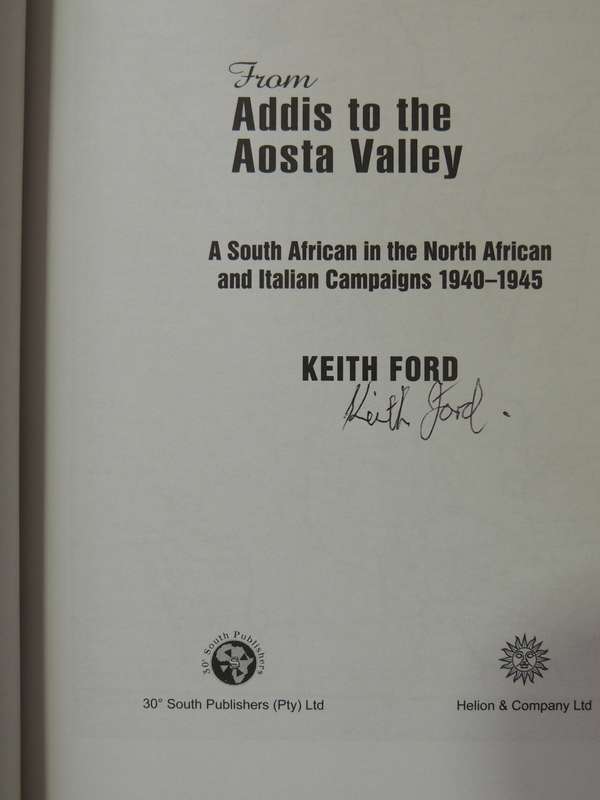 From
Addis to the
Aosta Valley
A South African in the North African
and Italian Campaigns 1940–1945
KEITH FORD
Keith Ford.
30° South Publishers
30° South Publishers (Pty) Ltd
Helion & Company Ltd